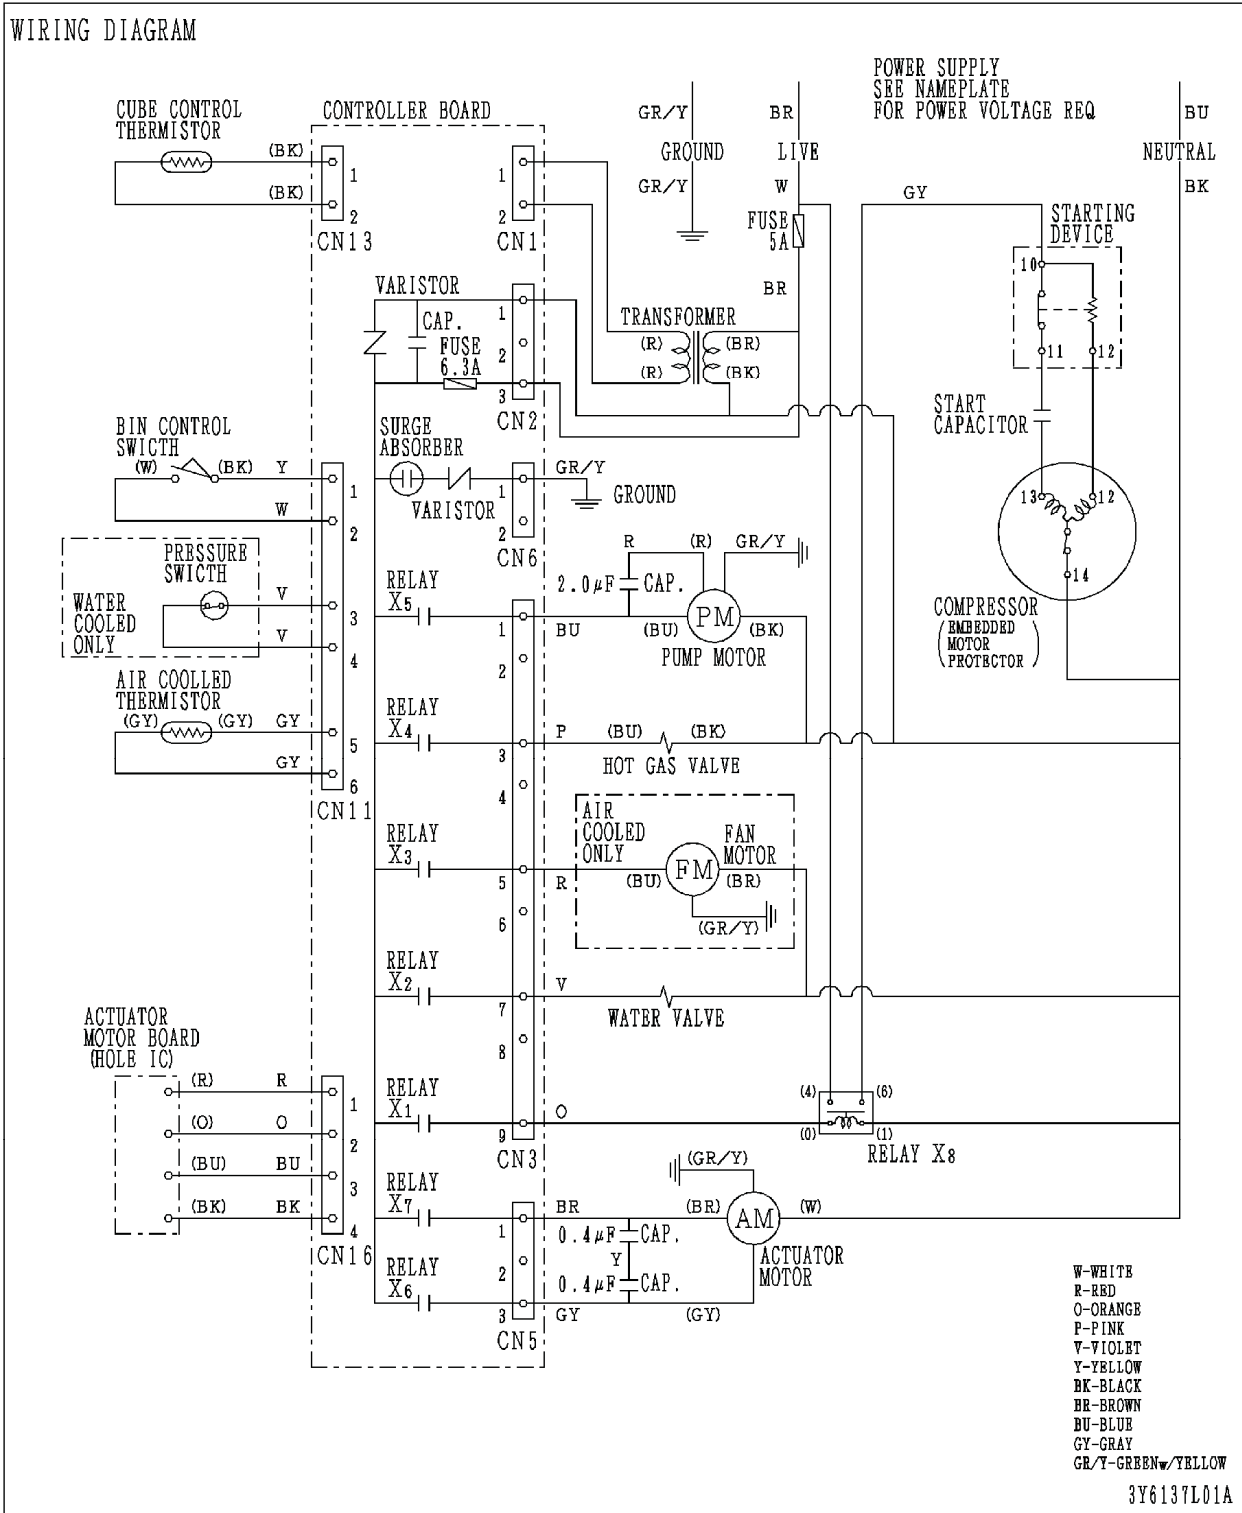 WIRING DIAGRAM
POWER SUPPLY
SEE NAMEPLATE
FOR POWER VOLTAGE REQ
CUBE CONTROL
THERMISTOR
CONTROLLER BOARD
GR/Y
BR
BU
GROUND
LIVE
NEUTRAL
GR/Y
W
GY
BK
(BK)
(BK)
1
2
CN13
1
2
CN1
FUSE
5A
BR
STARTING
DEVICE
10
11
12
VARISTOR
CAP.
FUSE
6.3A
1
2
3
CN2
TRANSFORMER
(R)
(BR)
(R)
(BK)
START
CAPACITOR
BIN CONTROL
SWICTH
(W)
(BK)
Y
W
1
2
SURGE
ABSORBER
VARISTOR
1
2
CN6
GR/Y
GROUND
13
12
14
COMPRESSOR
(EMBEDDED
MOTOR
PROTECTOR)
PRESSURE
SWICTH
WATER
COOLED
ONLY
V
V
3
4
RELAY
X5
1
2
R
(R)
GR/Y
2.0μF
CAP.
BU
(BU)
PM
(BK)
PUMP MOTOR
AIR COOLLED
THERMISTOR
(GY)
(GY)
GY
GY
5
6
CN11
RELAY
X4
3
4
P
(BU)
(BK)
HOT GAS VALVE
RELAY
X3
5
6
R
AIR
COOLED
ONLY
FAN
MOTOR
(BU)
FM
(BR)
(GR/Y)
RELAY
X2
7
8
V
WATER VALVE
ACTUATOR
MOTOR BOARD
(HOLE IC)
(R)
R
(O)
O
(BU)
BU
(BK)
BK
1
2
3
4
CN16
RELAY
X1
9
CN3
O
(4)
(6)
(0)
(1)
RELAY X8
RELAY
X7
1
2
BR
(BR)
(GR/Y)
AM
(W)
0.4μF
CAP.
Y
0.4μF
CAP.
ACTUATOR
MOTOR
RELAY
X6
3
CN5
GY
(GY)
W-WHITE
R-RED
O-ORANGE
P-PINK
V-VIOLET
Y-YELLOW
BK-BLACK
BR-BROWN
BU-BLUE
GY-GRAY
GR/Y-GREENw/YELLOW
3Y6137L01A